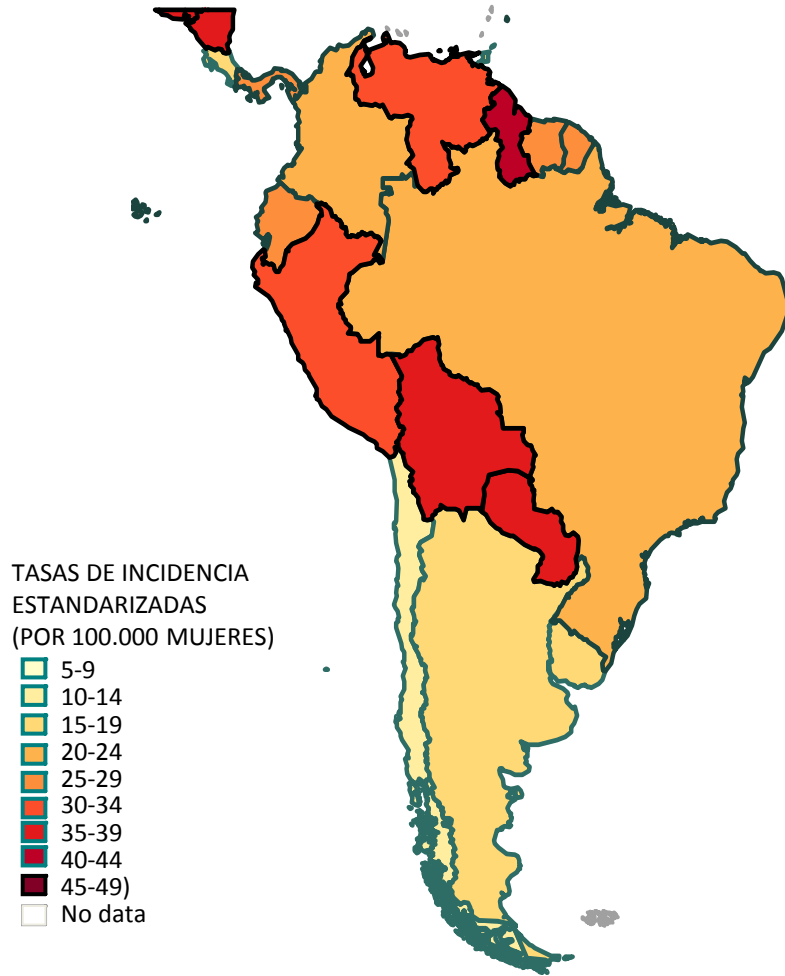 TASAS DE INCIDENCIA
ESTANDARIZADAS
(POR 100.000 MUJERES)
5-9
10-14
15-19
20-24
25-29
30-34
35-39
40-44
45-49)
No data